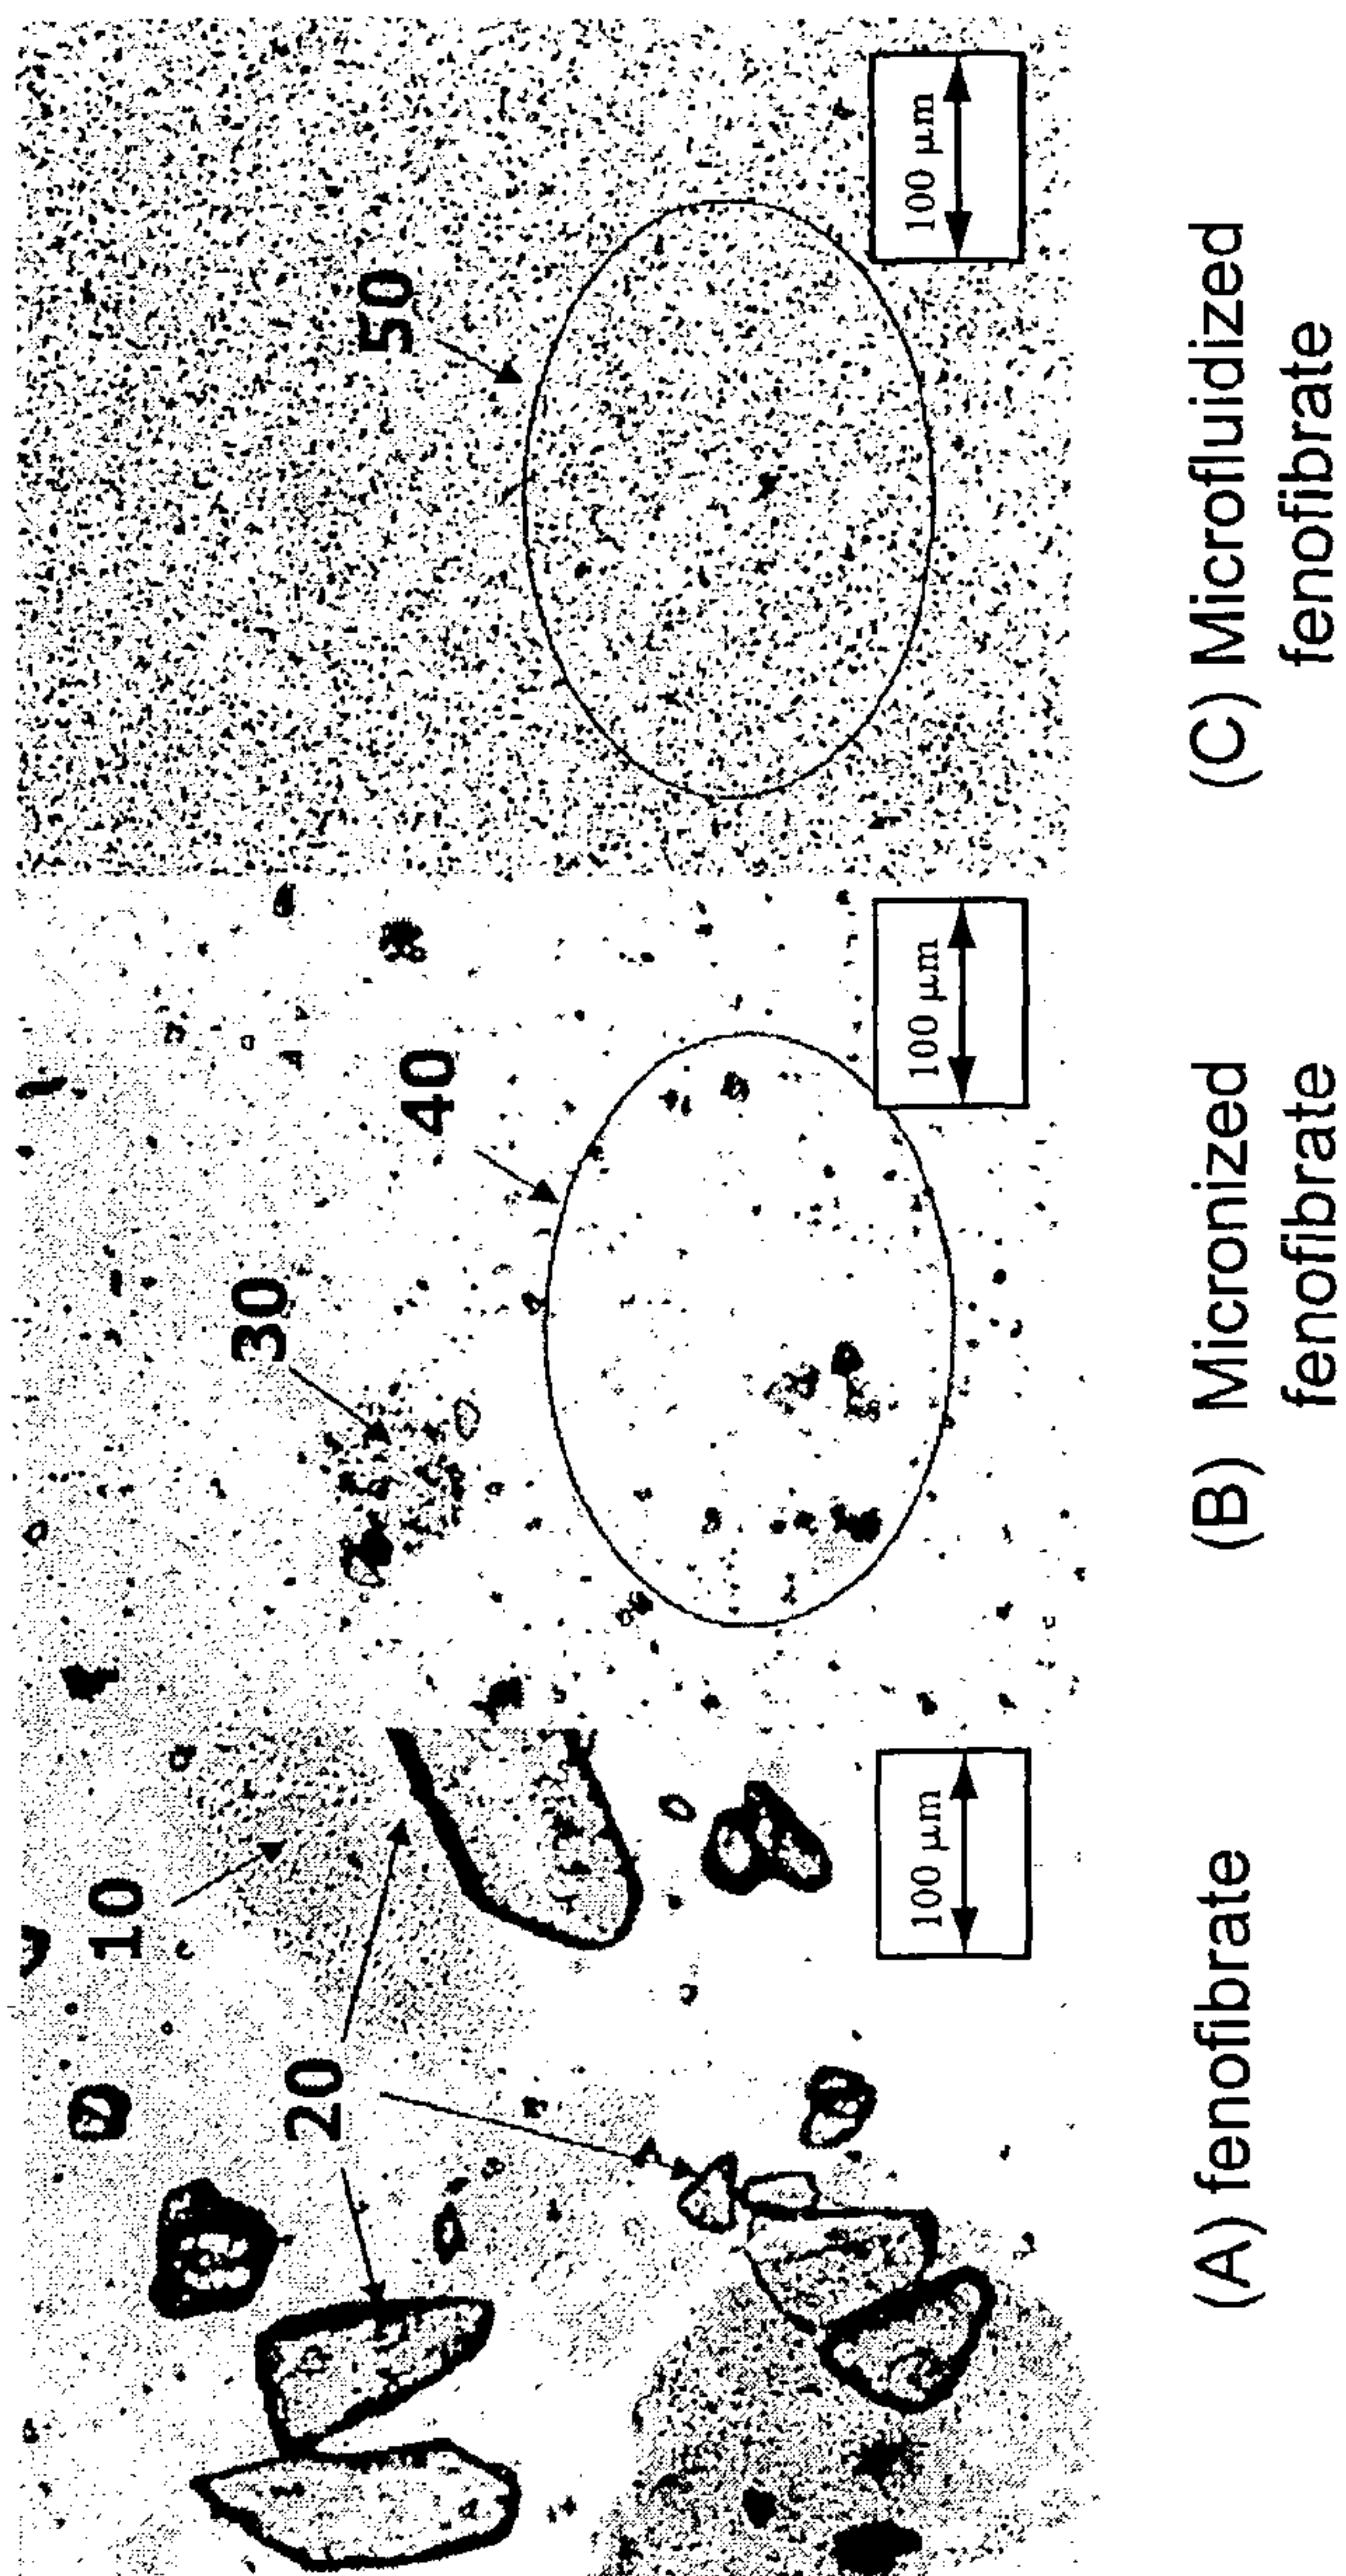 10
20
100 μm
(A) fenofibrate
30
40
100 μm
(B) Micronized
fenofibrate
50
100 μm
(C) Microfluidized
fenofibrate